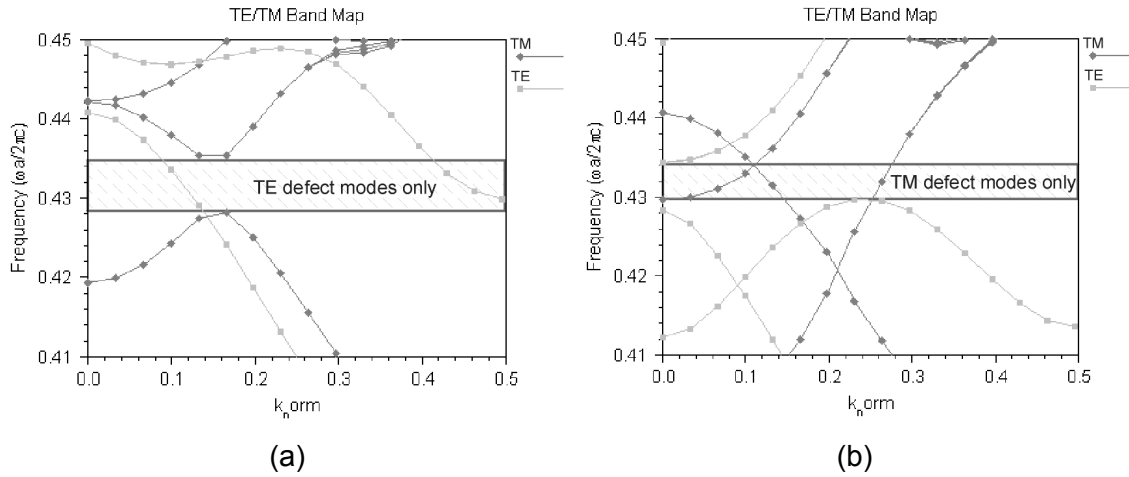 TE/TM Band Map
0.45
0.44
0.43
0.42
0.41
Frequency (ωa/2πc)
TE defect modes only
TM
TE
0.0 0.1 0.2 0.3 0.4 0.5
k_norm
(a)
TE/TM Band Map
0.45
0.44
0.43
0.42
0.41
Frequency (ωa/2πc)
TM defect modes only
TM
TE
0.0 0.1 0.2 0.3 0.4 0.5
k_norm
(b)